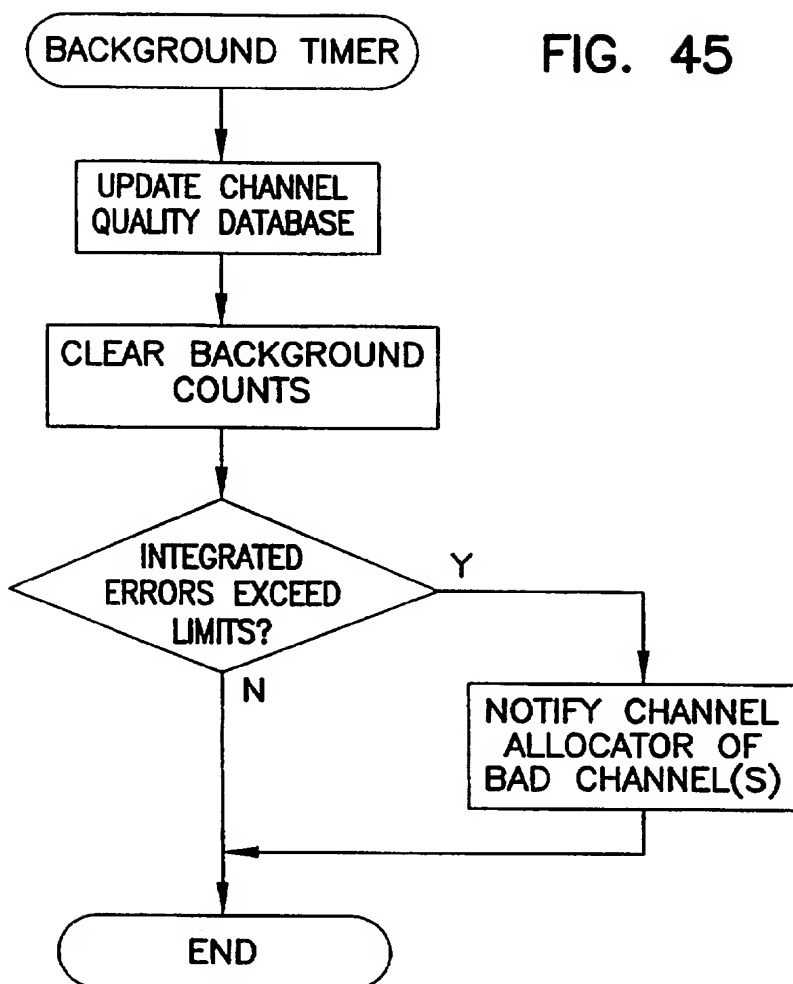 BACKGROUND TIMER
FIG. 45
UPDATE CHANNEL
QUALITY DATABASE
CLEAR BACKGROUND
COUNTS
INTEGRATED
ERRORS EXCEED
LIMITS?
Y
N
NOTIFY CHANNEL
ALLOCATOR OF
BAD CHANNEL(S)
END